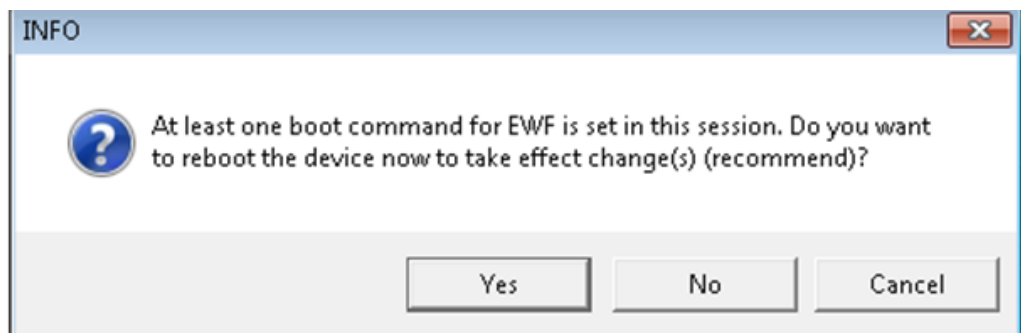 INFO
At least one boot command for EWF is set in this session. Do you want
to reboot the device now to take effect change(s) (recommend)?
Yes No Cancel